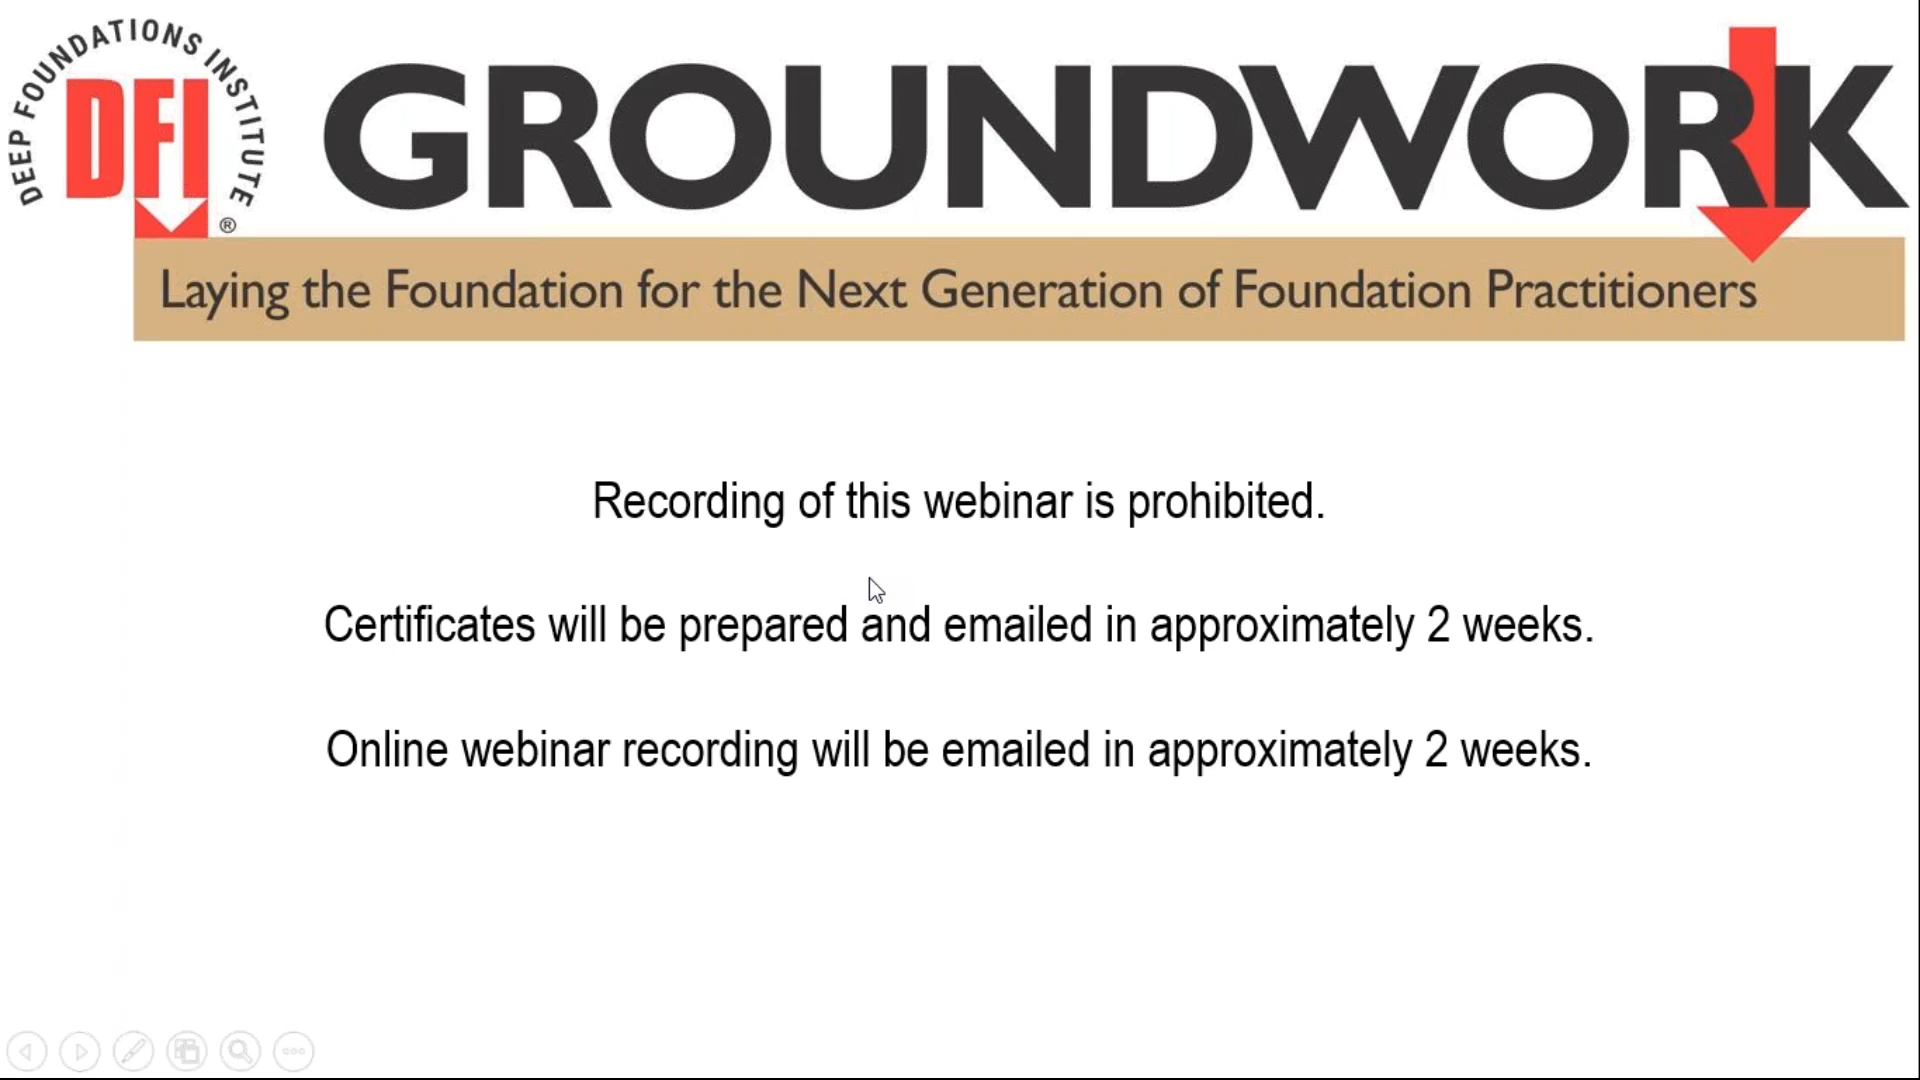 DEEP FOUNDATIONS INSTITUTE
DFI
®
GROUNDWORK
Laying the Foundation for the Next Generation of Foundation Practitioners
Recording of this webinar is prohibited.
Certificates will be prepared and emailed in approximately 2 weeks.
Online webinar recording will be emailed in approximately 2 weeks.